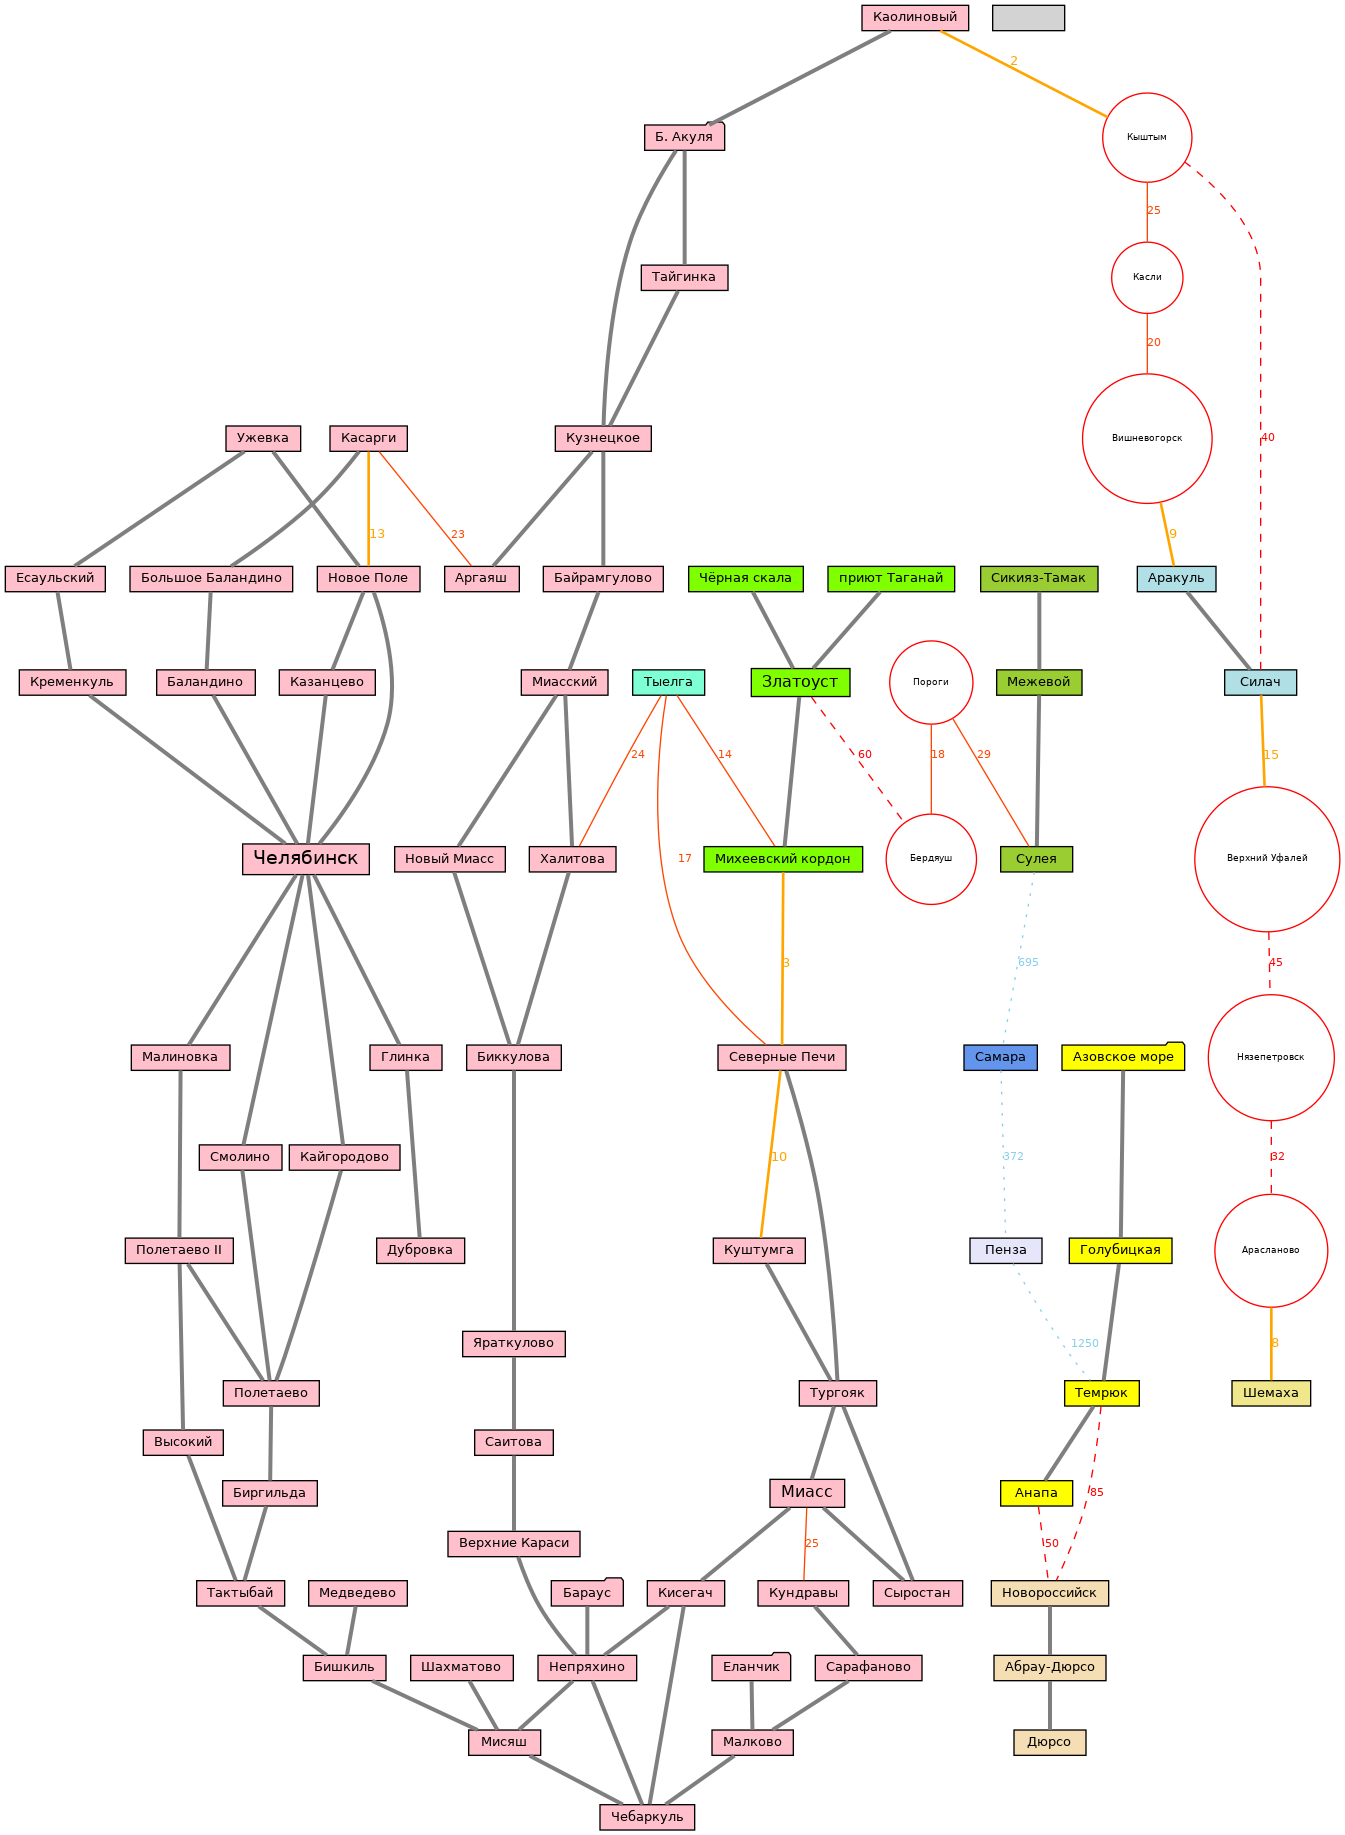 Каолиновый
2
Б. Акуля
Кыштым
25
Тайгинка
Касли
20
Ужевка
Касарги
Кузнецкое
Вишневогорск
40
13
23
9
Есаульский
Большое Баландино
Новое Поле
Аргаяш
Байрамгулово
Чёрная скала
приют Таганай
Сикияз-Тамак
Аракуль
Кременкуль
Баландино
Казанцево
Миасский
Тыелга
Златоуст
Пороги
Межевой
Силач
24
14
60
18
29
15
Челябинск
Новый Миасс
Халитова
17
Михеевский кордон
Бердяуш
Сулея
Верхний Уфалей
3
695
45
Малиновка
Глинка
Биккулова
Северные Печи
Самара
Азовское море
Нязепетровск
Смолино
Кайгородово
10
372
32
Полетаево II
Дубровка
Куштумга
Пенза
Голубицкая
Арасланово
Яраткулово
1250
8
Полетаево
Тургояк
Темрюк
Шемаха
Высокий
Саитова
Биргильда
Миасс
Анапа
85
Верхние Караси
25
50
Тактыбай
Медведево
Бараус
Кисегач
Кундравы
Сыростан
Новороссийск
Бишкиль
Шахматово
Непряхино
Еланчик
Сарафаново
Абрау-Дюрсо
Мисяш
Малково
Дюрсо
Чебаркуль